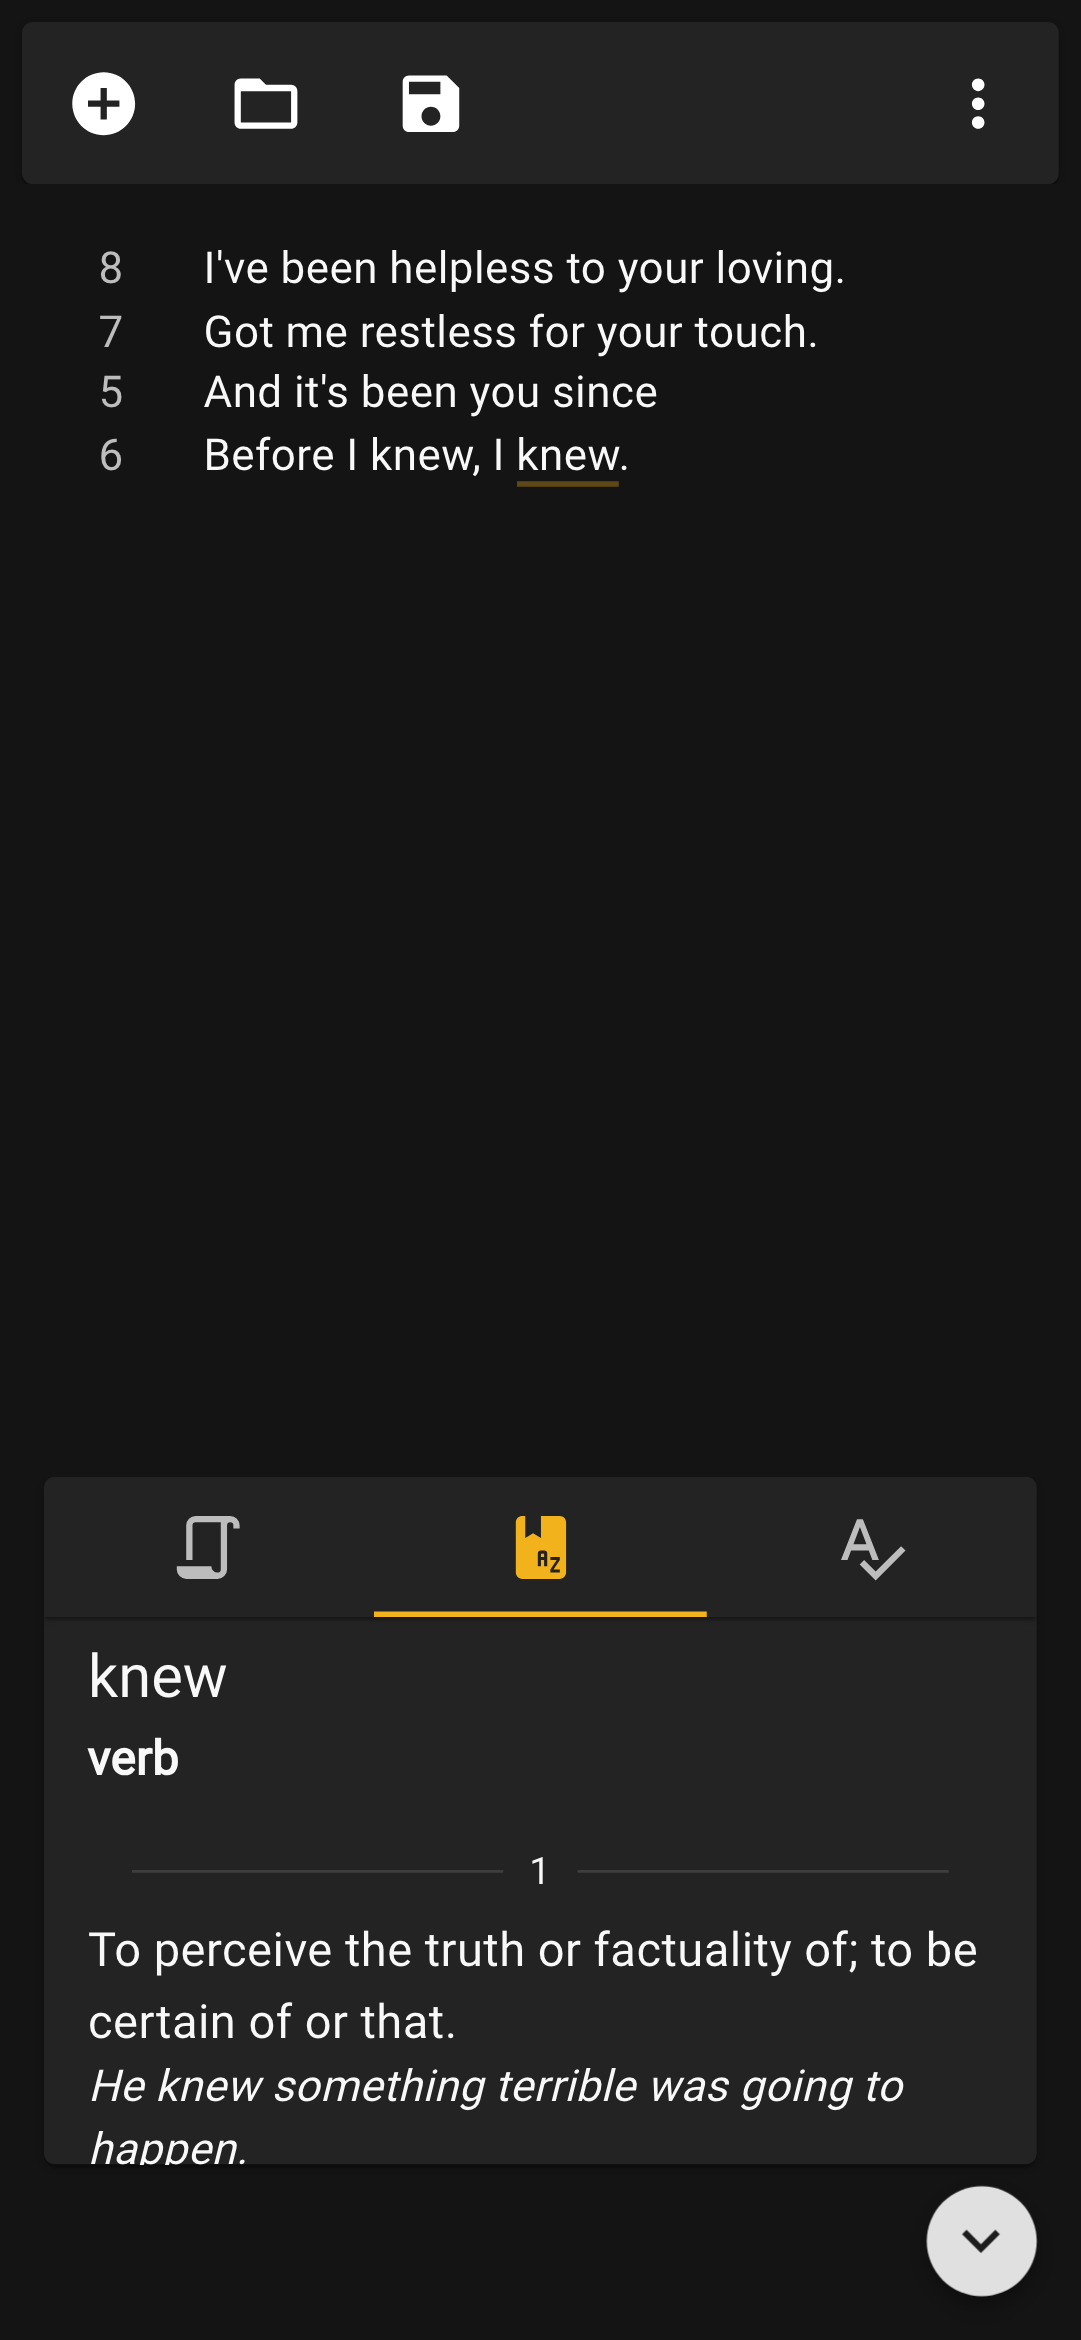 8 I've been helpless to your loving.
7 Got me restless for your touch.
5 And it's been you since
6 Before I knew, I knew.
AZ
knew
verb
1
To perceive the truth or factuality of; to be
certain of or that.
He knew something terrible was going to
happen.